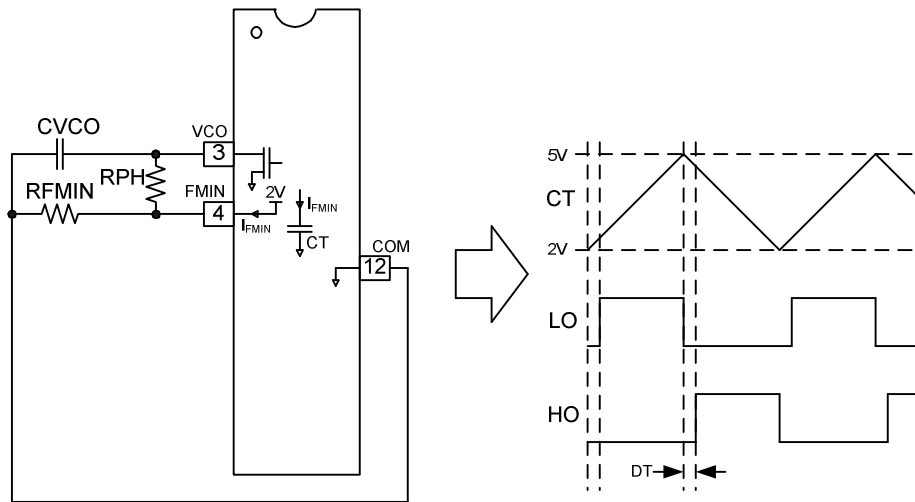 CVCO
VCO
3
RPH
RFMIN
FMIN
4
2V
IFMIN
IFMIN
CT
COM
12
5V
CT
2V
LO
HO
DT